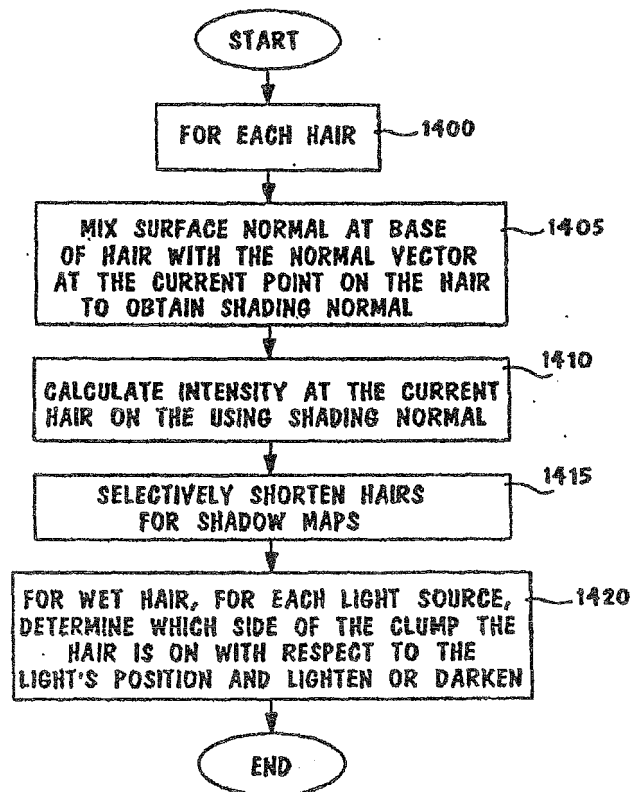 START
FOR EACH HAIR
1400
MIX SURFACE NORMAL AT BASE
OF HAIR WITH THE NORMAL VECTOR
AT THE CURRENT POINT ON THE HAIR
TO OBTAIN SHADING NORMAL
1405
CALCULATE INTENSITY AT THE CURRENT
HAIR ON THE USING SHADING NORMAL
1410
SELECTIVELY SHORTEN HAIRS
FOR SHADOW MAPS
1415
FOR WET HAIR, FOR EACH LIGHT SOURCE,
DETERMINE WHICH SIDE OF THE CLUMP THE
HAIR IS ON WITH RESPECT TO THE
LIGHT'S POSITION AND LIGHTEN OR DARKEN
1420
END